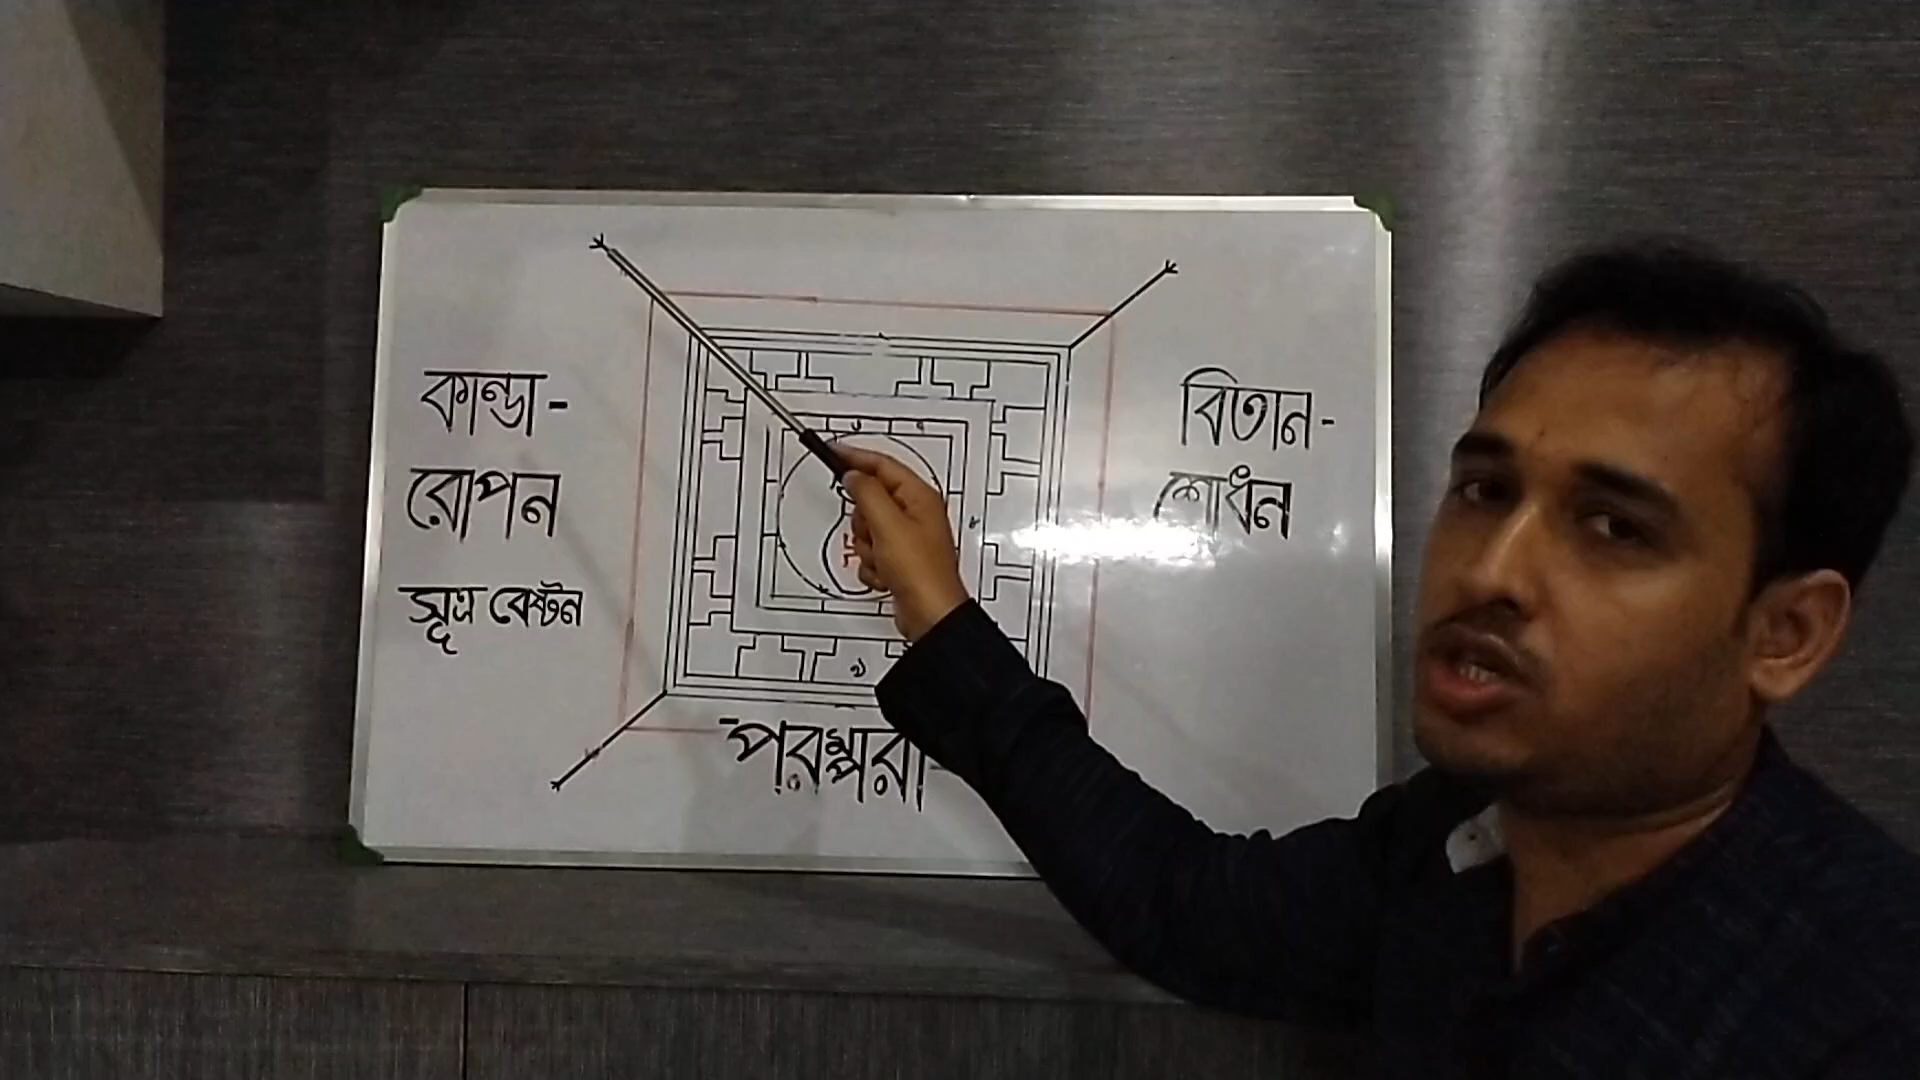 কাণ্ডা-
রোপন
সূত্র বেষ্টন
বিতান-
শোধন
-পরম্পরা-